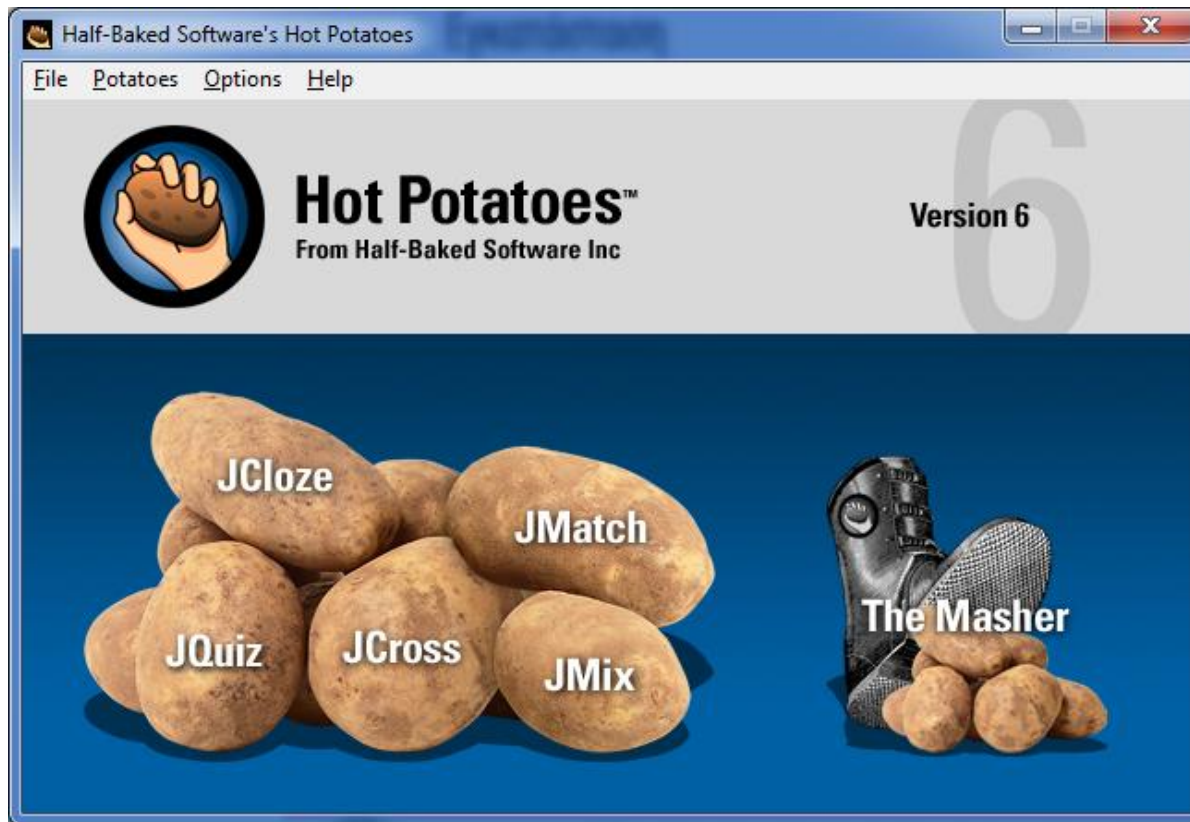 Half-Baked Software's Hot Potatoes
File Potatoes Options Help
Hot Potatoes™
From Half-Baked Software Inc
Version 6
6
JCloze
JMatch
JQuiz
JCross
JMix
The Masher